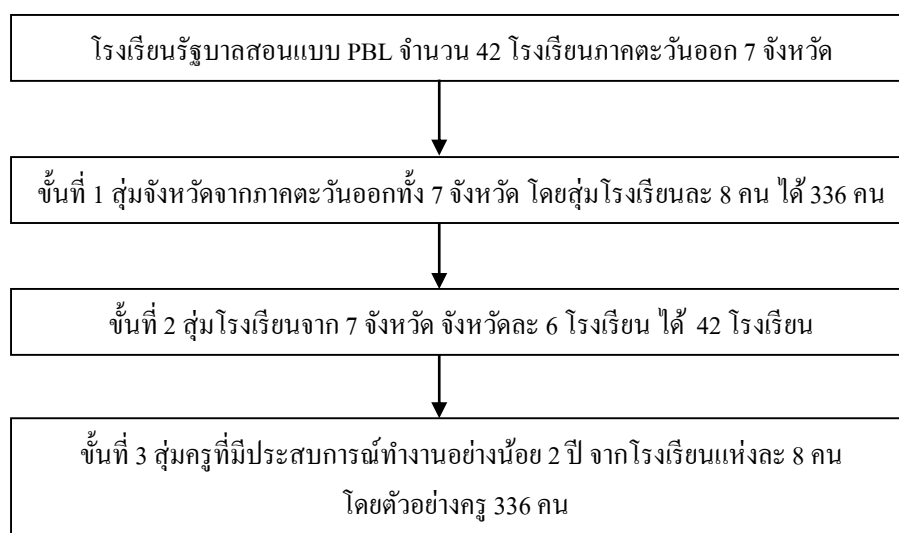 โรงเรียนรัฐบาลสอนแบบ PBL จำนวน 42 โรงเรียนภาคตะวันออก 7 จังหวัด
ขั้นที่ 1 สุ่มจังหวัดจากภาคตะวันออกทั้ง 7 จังหวัด โดยสุ่มโรงเรียนละ 8 คน ได้ 336 คน
ขั้นที่ 2 สุ่มโรงเรียนจาก 7 จังหวัด จังหวัดละ 6 โรงเรียน ได้ 42 โรงเรียน
ขั้นที่ 3 สุ่มครูที่มีประสบการณ์ทำงานอย่างน้อย 2 ปี จากโรงเรียนแห่งละ 8 คน
โดยตัวอย่างครู 336 คน